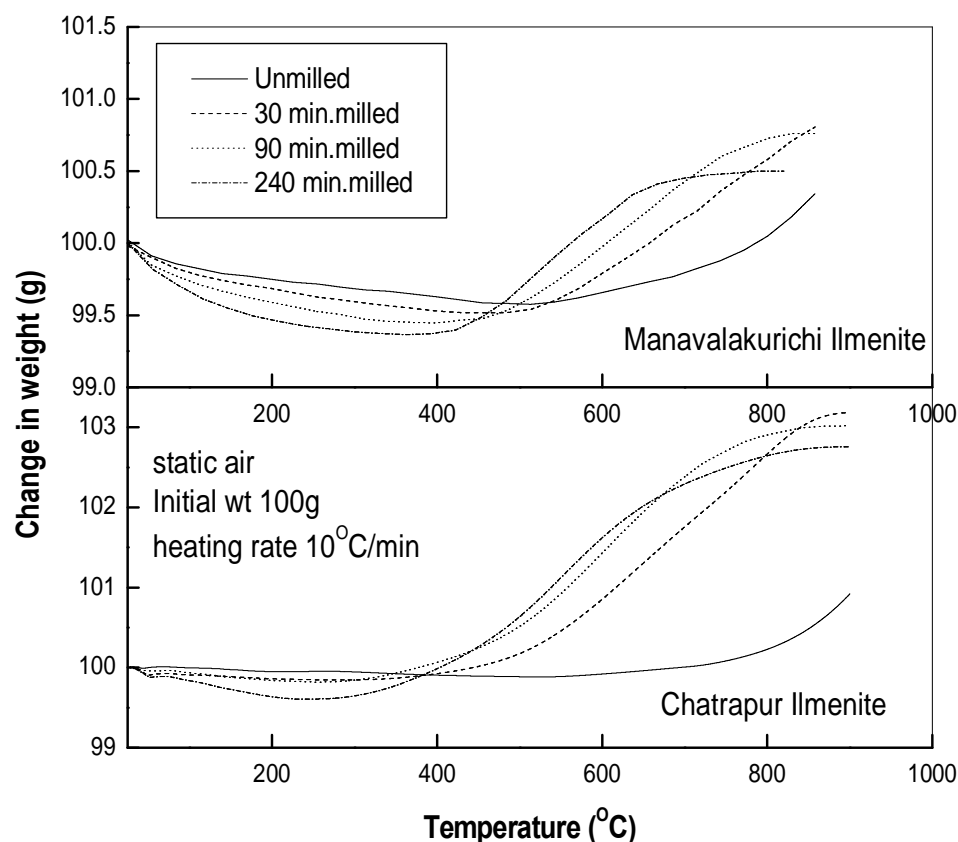 101.5
101.0
100.5
100.0
99.5
99.0
Unmilled
30 min.milled
90 min.milled
240 min.milled
Manavalakurichi Ilmenite
200 400 600 800 1000
103
102
101
100
99
static air
Initial wt 100g
heating rate 10°C/min
Chatrapur Ilmenite
200 400 600 800 1000
Change in weight (g)
Temperature (°C)